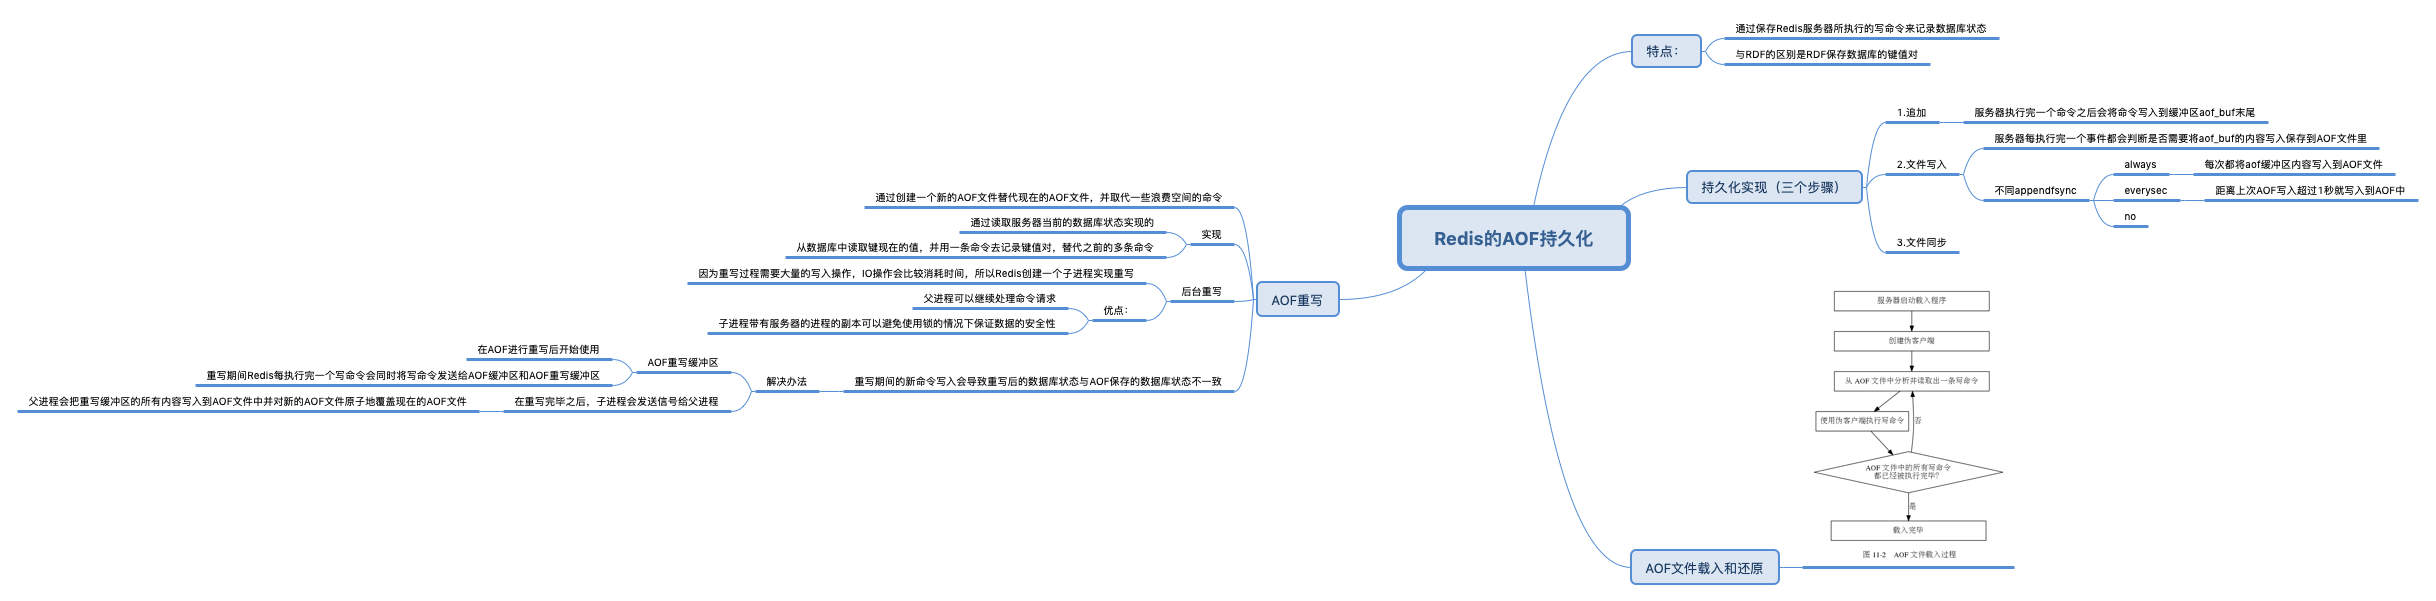 Redis的AOF持久化
特点：
通过保存Redis服务器所执行的写命令来记录数据库状态
与RDF的区别是RDF保存数据库的键值对
持久化实现（三个步骤）
1.追加
服务器执行完一个命令之后会将命令写入到缓冲区aof_buf末尾
2.文件写入
服务器每执行完一个事件都会判断是否需要将aof_buf的内容写入保存到AOF文件里
不同appendfsync
always
每次都将aof缓冲区内容写入到AOF文件
everysec
距离上次AOF写入超过1秒就写入到AOF中
no
3.文件同步
AOF文件载入和还原
服务器启动载入程序
创建伪客户端
从 AOF 文件中分析并读取出一条写命令
使用伪客户端执行写命令
否
AOF 文件中的所有写命令
都已经被执行完毕？
是
载入完毕
图 11-2 AOF 文件载入过程
AOF重写
通过创建一个新的AOF文件替代现在的AOF文件，并取代一些浪费空间的命令
实现
通过读取服务器当前的数据库状态实现的
从数据库中读取键现在的值，并用一条命令去记录键值对，替代之前的多条命令
后台重写
因为重写过程需要大量的写入操作，IO操作会比较消耗时间，所以Redis创建一个子进程实现重写
优点：
父进程可以继续处理命令请求
子进程带有服务器的进程的副本可以避免使用锁的情况下保证数据的安全性
重写期间的新命令写入会导致重写后的数据库状态与AOF保存的数据库状态不一致
解决办法
AOF重写缓冲区
在AOF进行重写后开始使用
重写期间Redis每执行完一个写命令会同时将写命令发送给AOF缓冲区和AOF重写缓冲区
在重写完毕之后，子进程会发送信号给父进程
父进程会把重写缓冲区的所有内容写入到AOF文件中并对新的AOF文件原子地覆盖现在的AOF文件